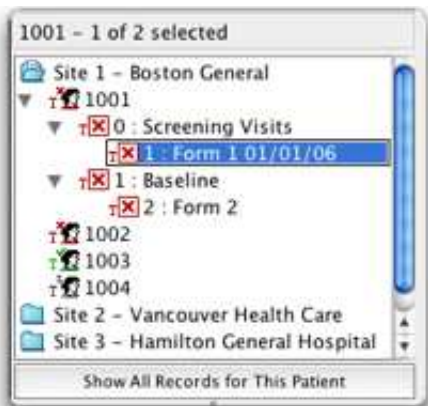 1001 - 1 of 2 selected
Site 1 - Boston General
T 1001
T 0 : Screening Visits
T 1 : Form 1 01/01/06
T 1 : Baseline
T 2 : Form 2
T 1002
T 1003
T 1004
Site 2 - Vancouver Health Care
Site 3 - Hamilton General Hospital
Show All Records for This Patient